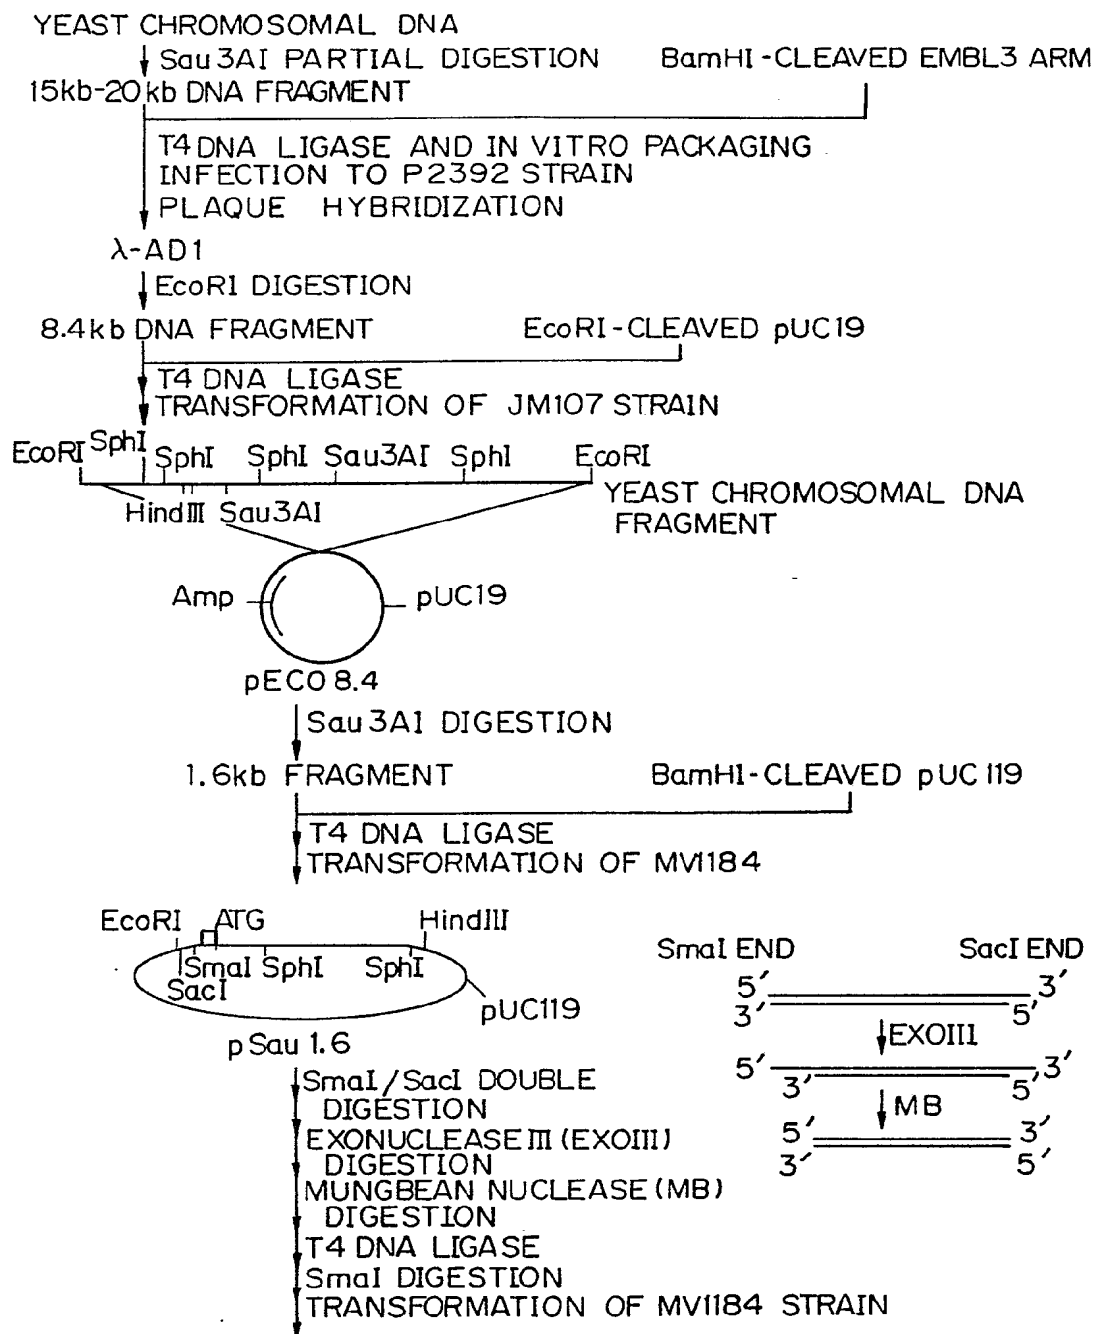 YEAST CHROMOSOMAL DNA
Sau3AI PARTIAL DIGESTION
BamHI-CLEAVED EMBL3 ARM
15kb-20kb DNA FRAGMENT
T4 DNA LIGASE AND IN VITRO PACKAGING
INFECTION TO P2392 STRAIN
PLAQUE HYBRIDIZATION
λ-AD1
EcoRI DIGESTION
8.4kb DNA FRAGMENT
EcoRI-CLEAVED pUC19
T4 DNA LIGASE
TRANSFORMATION OF JM107 STRAIN
EcoRI SphI SphI SphI Sau3AI SphI EcoRI
HindIII Sau3AI
YEAST CHROMOSOMAL DNA
FRAGMENT
Amp
pUC19
pECO 8.4
Sau3AI DIGESTION
1.6kb FRAGMENT
BamHI-CLEAVED pUC119
T4 DNA LIGASE
TRANSFORMATION OF MV1184
EcoRI ATG HindIII
SmaI SphI SphI
SacI
pUC119
pSau 1.6
SmaI/SacI DOUBLE
DIGESTION
EXONUCLEASE III (EXOIII)
DIGESTION
MUNGBEAN NUCLEASE (MB)
DIGESTION
T4 DNA LIGASE
SmaI DIGESTION
TRANSFORMATION OF MV1184 STRAIN
SmaI END SacI END
5' 3'
3' 5'
EXOIII
5' 3'
3' 5'
MB
5' 3'
3' 5'